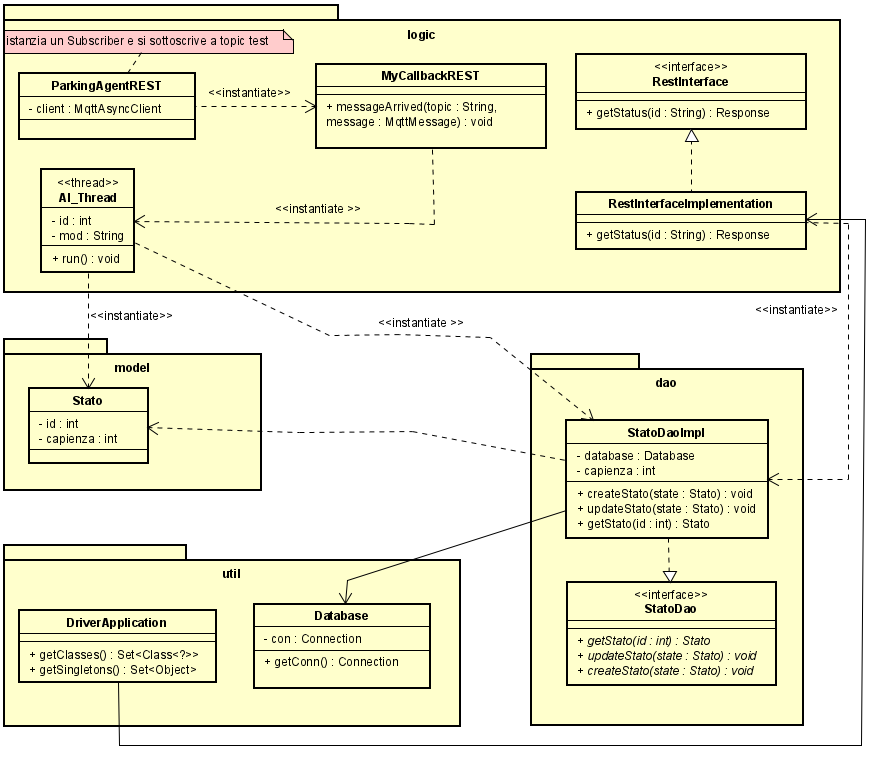 logic
istanzia un Subscriber e si sottoscrive a topic test
ParkingAgentREST
- client : MqttAsyncClient
<<instantiate>>
MyCallbackREST
+ messageArrived(topic : String,
message : MqttMessage) : void
<<interface>>
RestInterface
+ getStatus(id : String) : Response
<<thread>>
AI_Thread
- id : int
- mod : String
+ run() : void
<<instantiate >>
RestInterfaceImplementation
+ getStatus(id : String) : Response
<<instantiate>>
<<instantiate >>
<<instantiate>>
model
Stato
- id : int
- capienza : int
dao
StatoDaoImpl
- database : Database
- capienza : int
+ createStato(state : Stato) : void
+ updateStato(state : Stato) : void
+ getStato(id : int) : Stato
<<interface>>
StatoDao
+ getStato(id : int) : Stato
+ updateStato(state : Stato) : void
+ createStato(state : Stato) : void
util
DriverApplication
+ getClasses() : Set<Class<?>>
+ getSingletons() : Set<Object>
Database
- con : Connection
+ getConn() : Connection